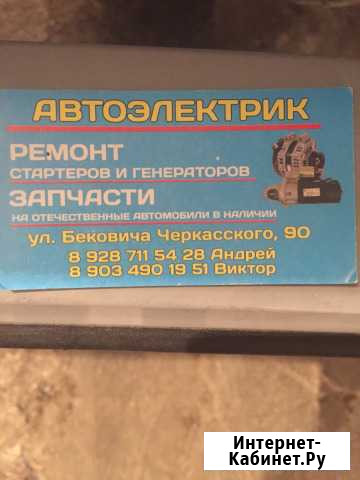 АВТОЭЛЕКТРИК
РЕМОНТ
СТАРТЕРОВ И ГЕНЕРАТОРОВ
ЗАПЧАСТИ
НА ОТЕЧЕСТВЕННЫЕ АВТОМОБИЛИ В НАЛИЧИИ
ул. Бековича Черкасского, 90
8 928 711 54 28 Андрей
8 903 490 19 51 Виктор
Интернет-
Кабинет.Ру